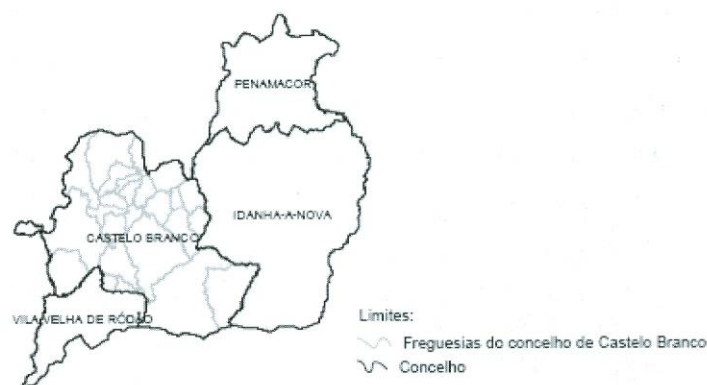 PENAMACOR
IDANHA-A-NOVA
CASTELO BRANCO
VILA VELHA DE RÓDÃO
Limites:
Freguesias do concelho de Castelo Branco
Concelho